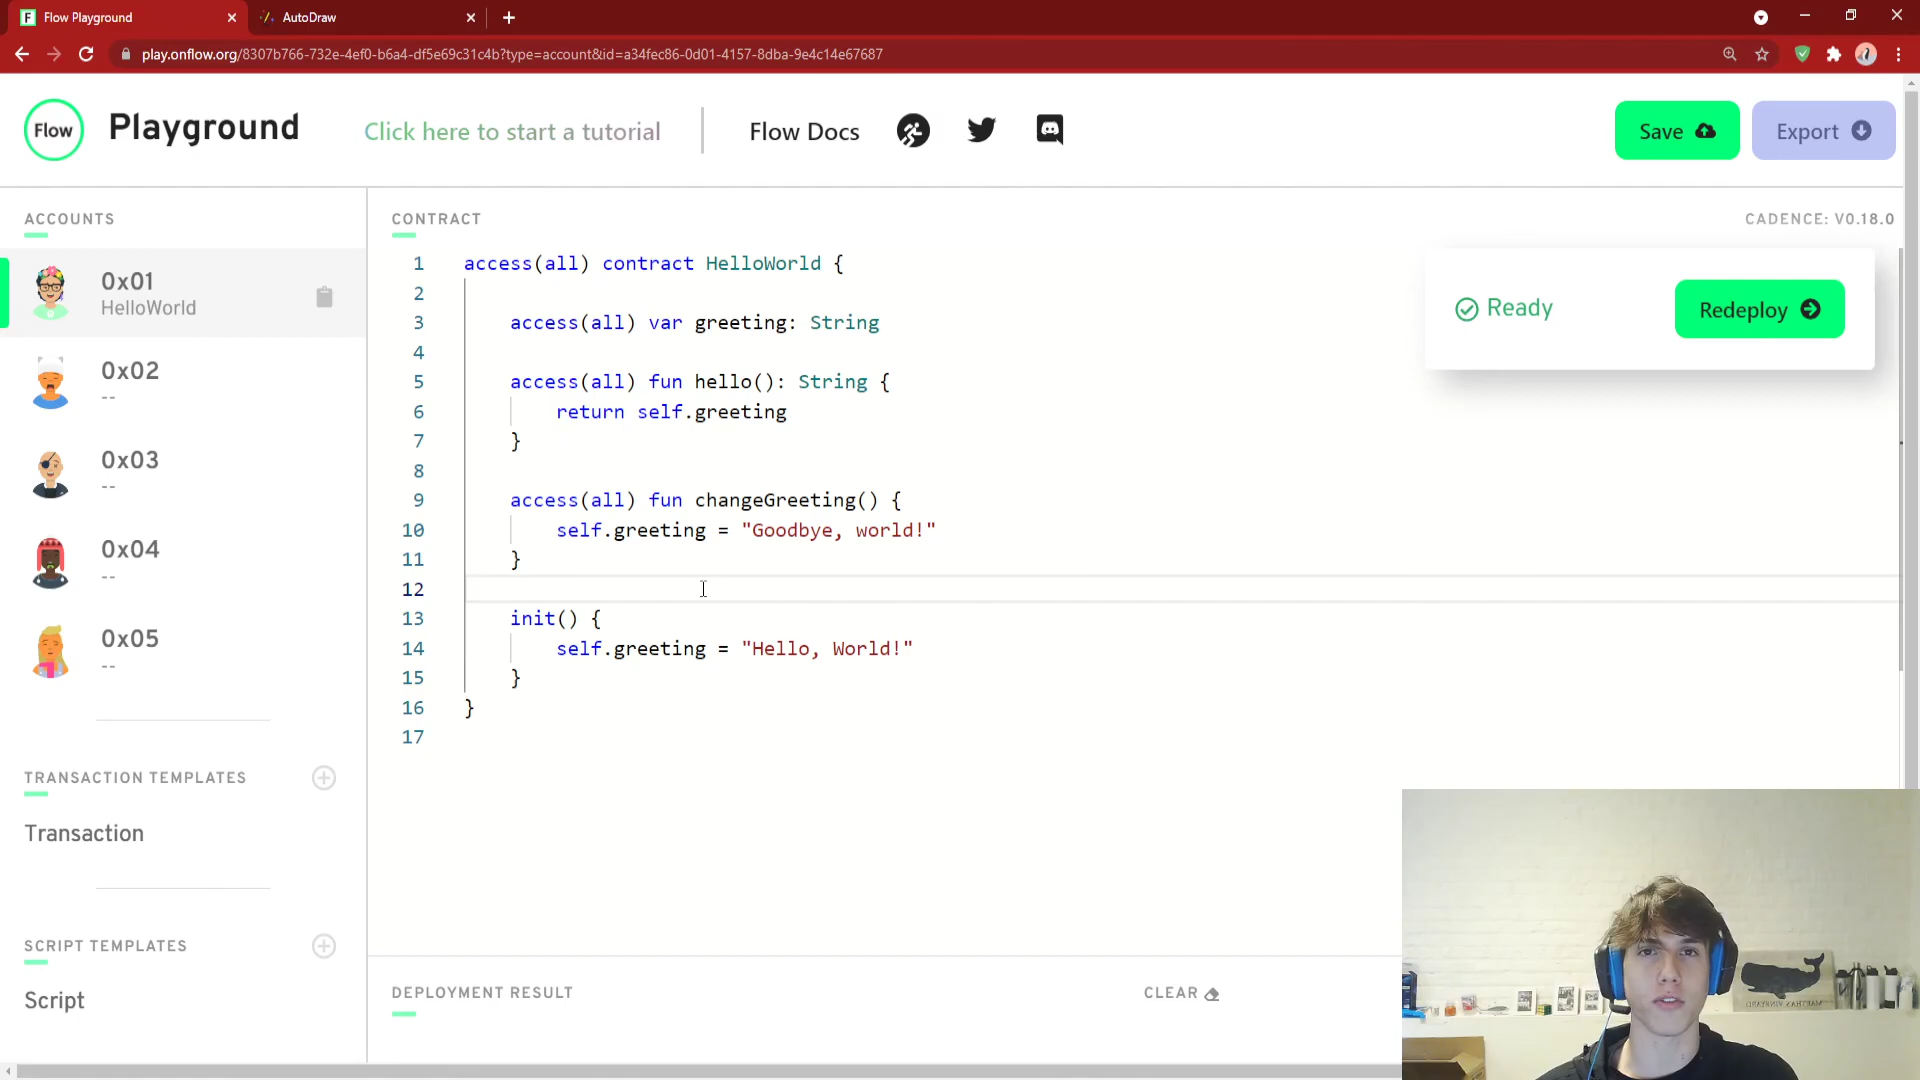 Flow Playground
AutoDraw
play.onflow.org/8307b766-732e-4ef0-b6a4-df5e69c31c4b?type=account&id=a34fec86-0d01-4157-8dba-9e4c14e67687
Flow
Playground
Click here to start a tutorial
Flow Docs
Save
Export
ACCOUNTS
0x01
HelloWorld
0x02
--
0x03
--
0x04
--
0x05
--
TRANSACTION TEMPLATES
Transaction
SCRIPT TEMPLATES
Script
CONTRACT
CADENCE: V0.18.0
Ready
Redeploy
1 access(all) contract HelloWorld {
2
3 access(all) var greeting: String
4
5 access(all) fun hello(): String {
6 return self.greeting
7 }
8
9 access(all) fun changeGreeting() {
10 self.greeting = "Goodbye, world!"
11 }
12
13 init() {
14 self.greeting = "Hello, World!"
15 }
16 }
17
DEPLOYMENT RESULT
CLEAR